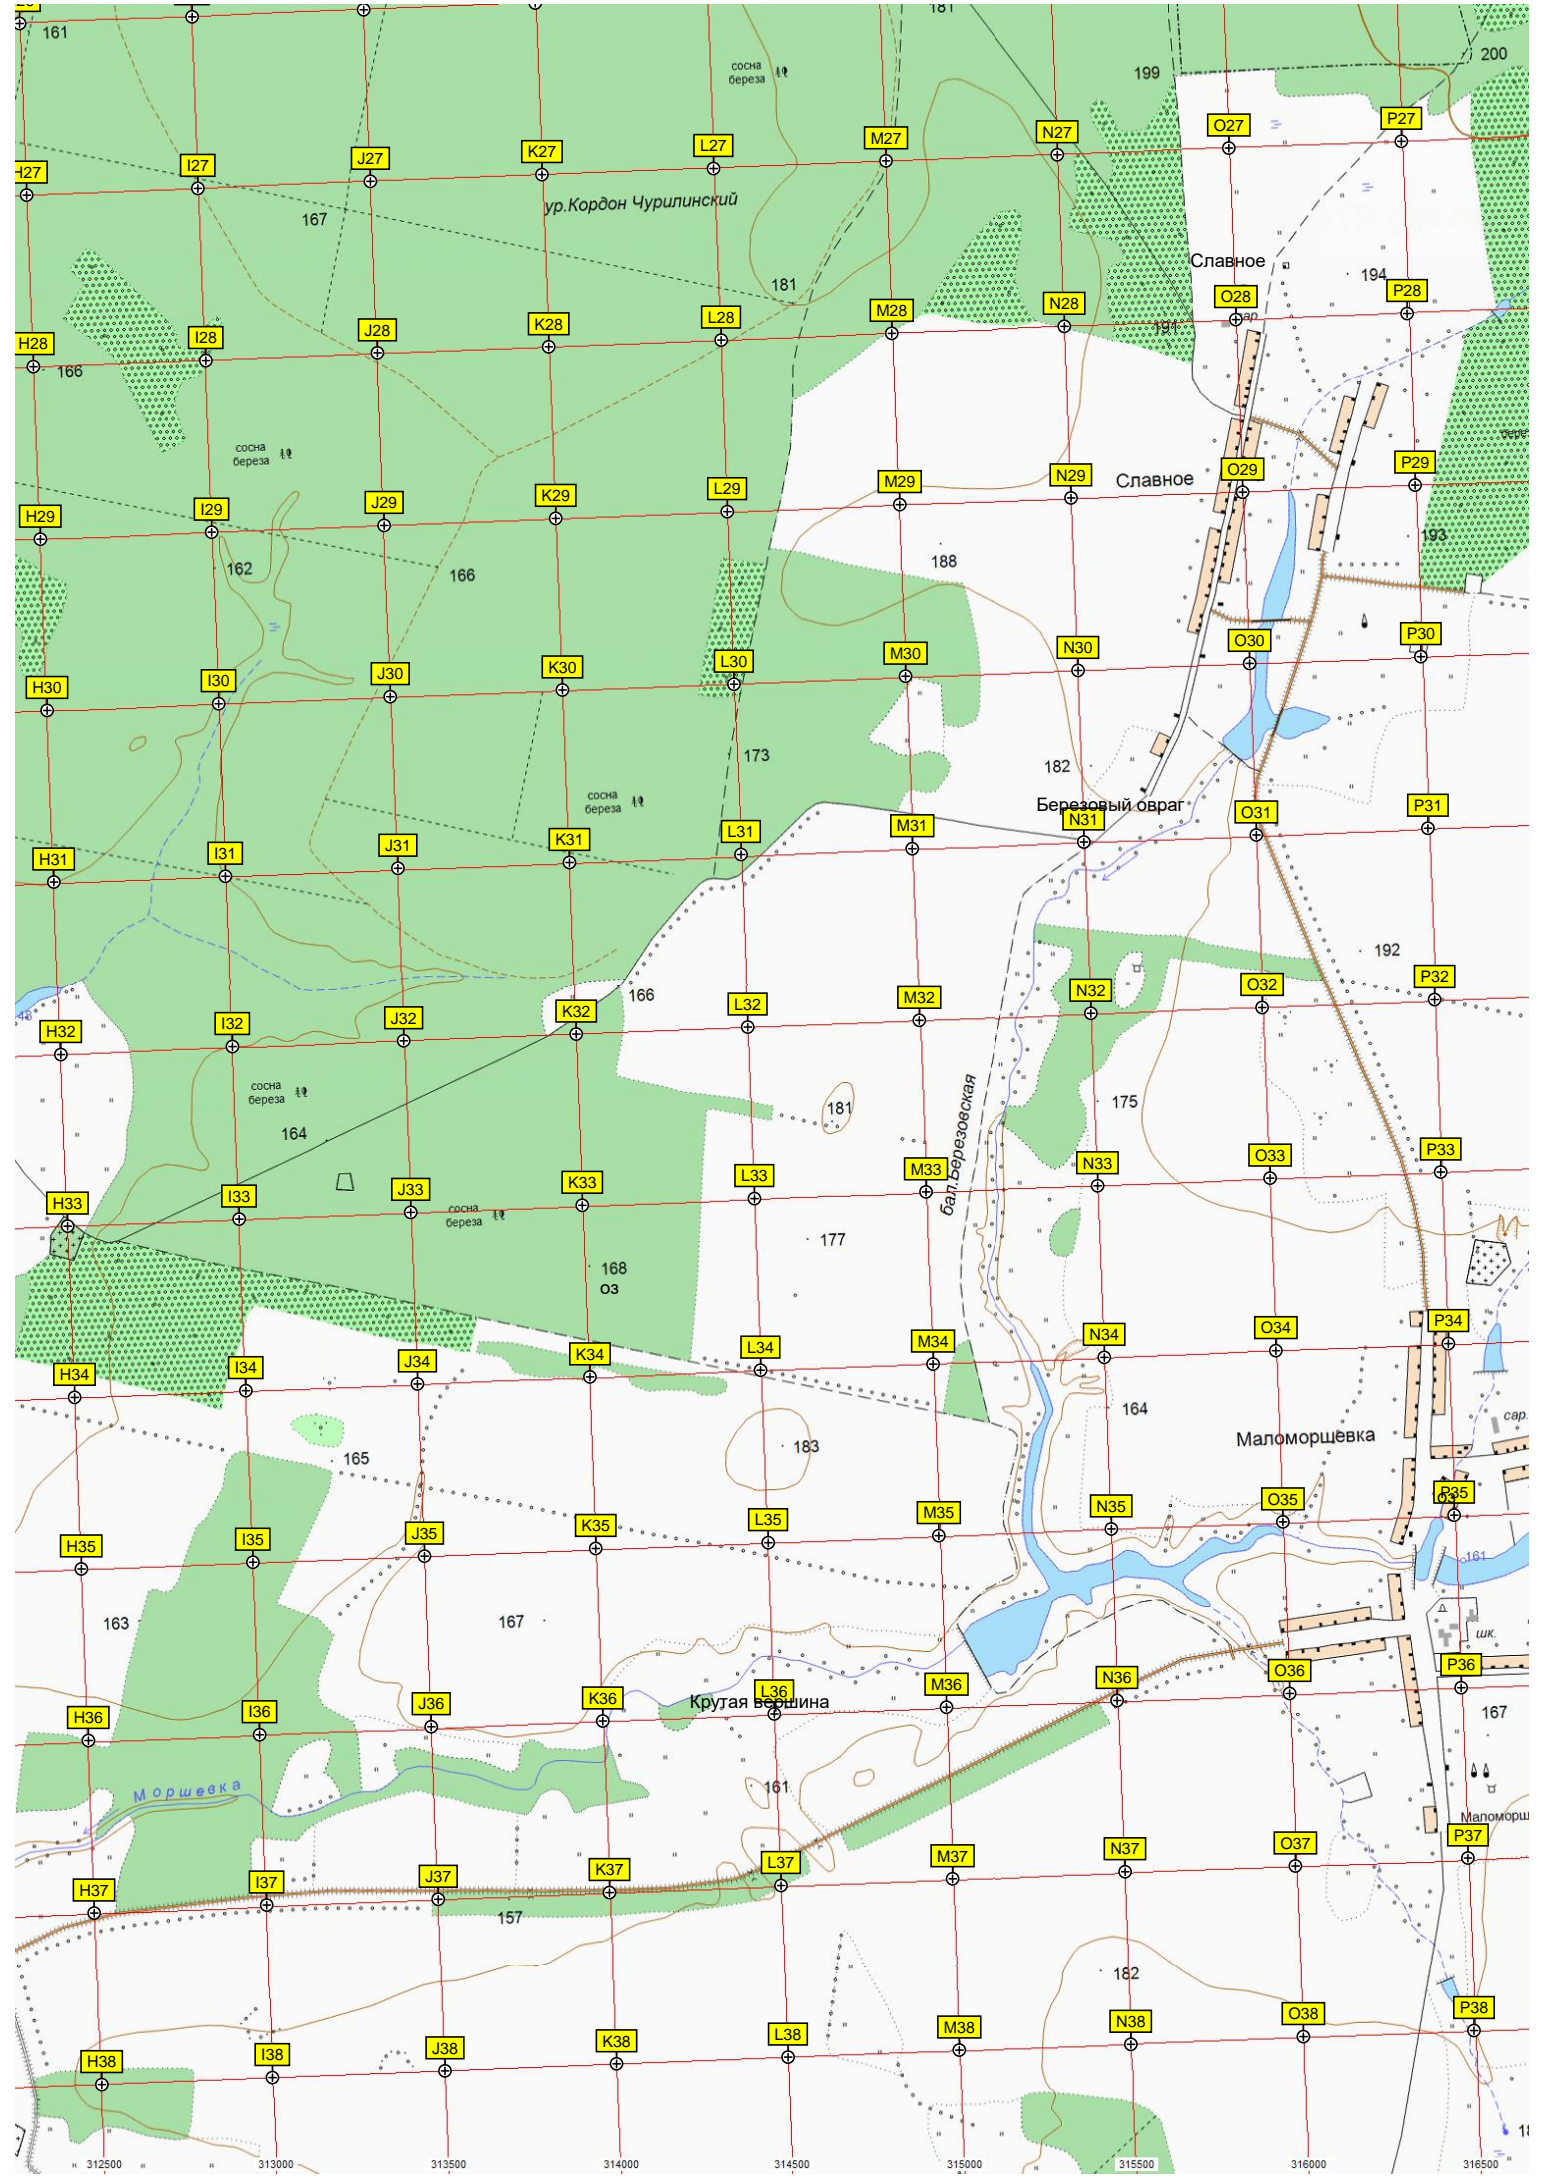 161
181
сосна
береза
199
200
H27
I27
J27
K27
L27
M27
N27
O27
P27
167
ур.Кордон Чурилинский
181
Славное
194
H28
I28
J28
K28
L28
M28
N28
O28
P28
166
191
сосна
береза
Славное
H29
I29
J29
K29
L29
M29
N29
O29
P29
162
166
188
193
H30
I30
J30
K30
L30
M30
N30
O30
P30
173
182
сосна
береза
Березовый овраг
H31
I31
J31
K31
L31
M31
N31
O31
P31
192
166
H32
I32
J32
K32
L32
M32
N32
O32
P32
сосна
береза
164
181
бал.Березовская
175
H33
I33
J33
K33
L33
M33
N33
O33
P33
сосна
береза
177
168
оз
H34
I34
J34
K34
L34
M34
N34
O34
P34
164
183
165
Маломорщевка
сар.
H35
I35
J35
K35
L35
M35
N35
O35
P35
161
163
167
шк.
H36
I36
J36
K36
L36
M36
N36
O36
P36
Крутая вершина
167
Моршевка
161
Маломорщ
H37
I37
J37
K37
L37
M37
N37
O37
P37
157
182
H38
I38
J38
K38
L38
M38
N38
O38
P38
312500
313000
313500
314000
314500
315000
315500
316000
316500